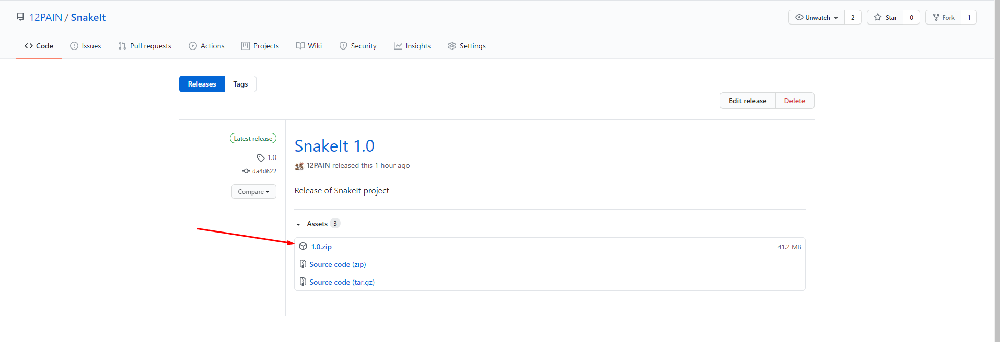 12PAIN / SnakeIt
Unwatch 2 Star 0 Fork 1
Code Issues Pull requests Actions Projects Wiki Security Insights Settings
Releases Tags
Edit release Delete
Latest release
1.0
da4d622
Compare
SnakeIt 1.0
12PAIN released this 1 hour ago
Release of SnakeIt project
Assets 3
1.0.zip 41.2 MB
Source code (zip)
Source code (tar.gz)